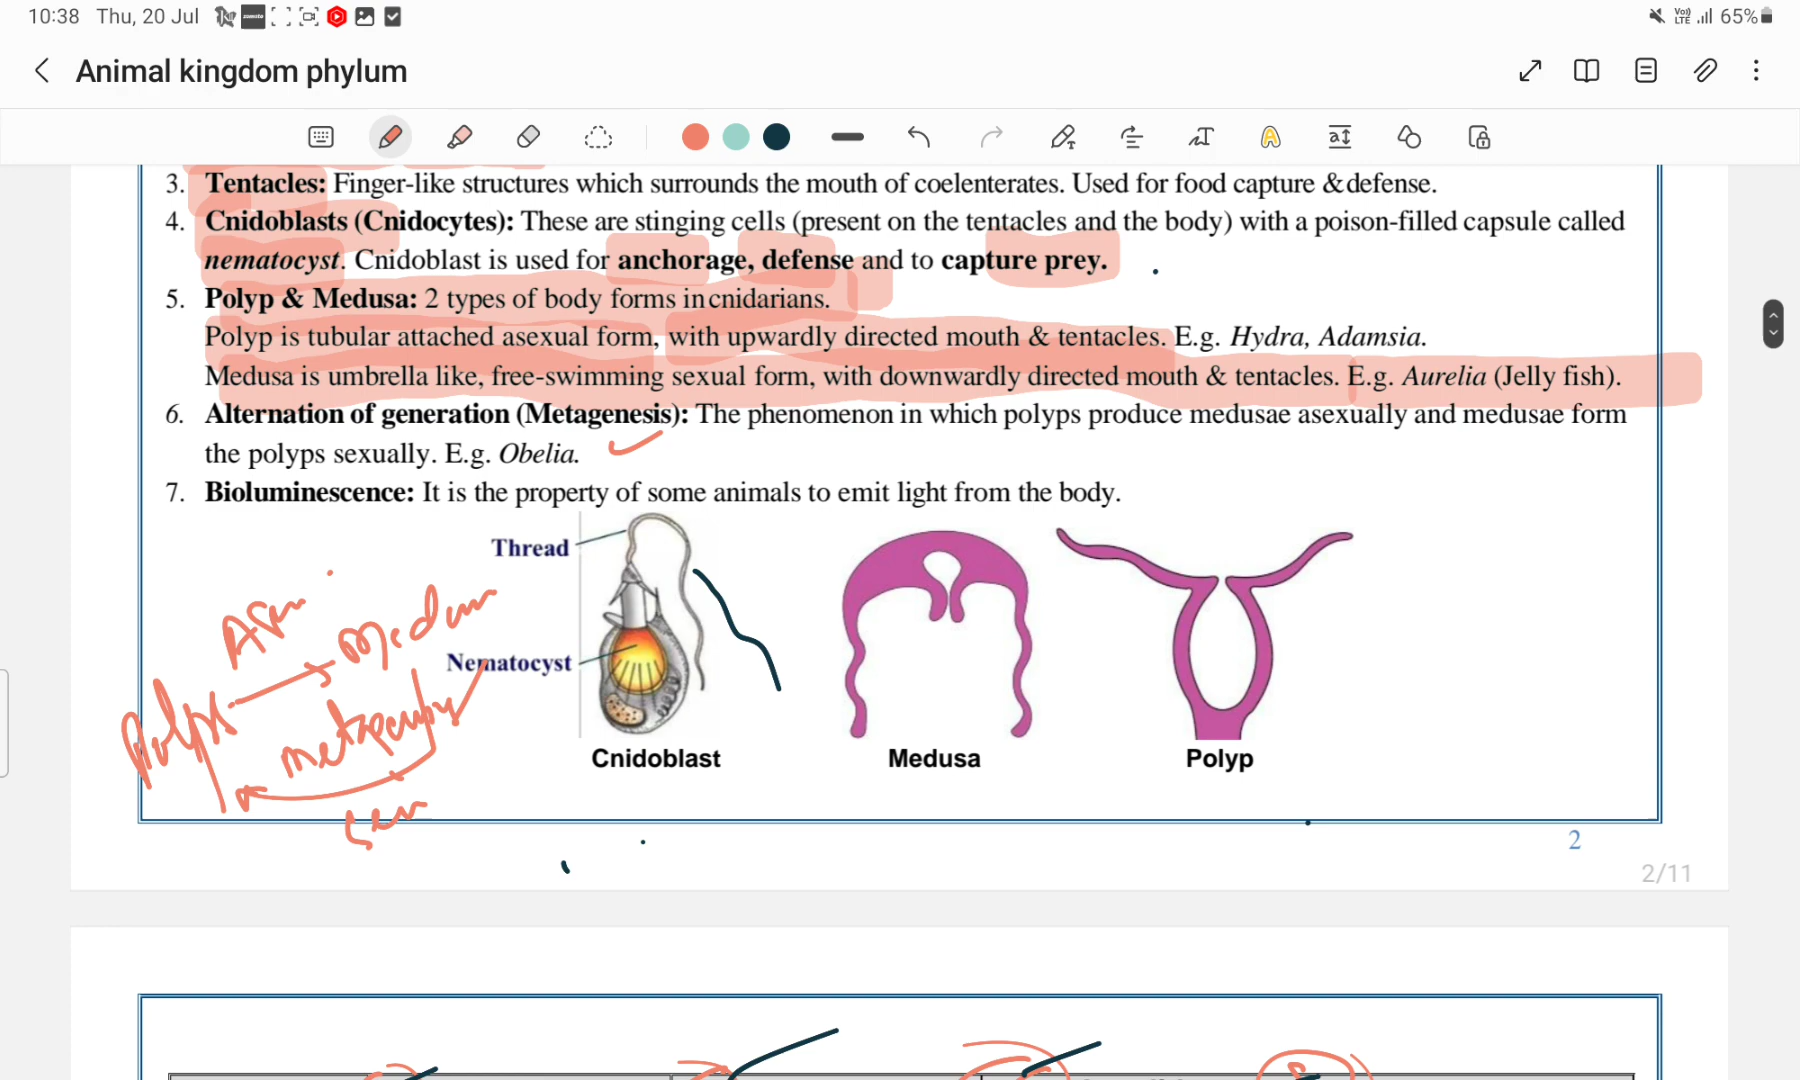 10:38 Thu, 20 Jul
65%
Animal kingdom phylum
3. Tentacles: Finger-like structures which surrounds the mouth of coelenterates. Used for food capture & defense.
4. Cnidoblasts (Cnidocytes): These are stinging cells (present on the tentacles and the body) with a poison-filled capsule called
nematocyst. Cnidoblast is used for anchorage, defense and to capture prey.
5. Polyp & Medusa: 2 types of body forms in cnidarians.
Polyp is tubular attached asexual form, with upwardly directed mouth & tentacles. E.g. Hydra, Adamsia.
Medusa is umbrella like, free-swimming sexual form, with downwardly directed mouth & tentacles. E.g. Aurelia (Jelly fish).
6. Alternation of generation (Metagenesis): The phenomenon in which polyps produce medusae asexually and medusae form
the polyps sexually. E.g. Obelia.
7. Bioluminescence: It is the property of some animals to emit light from the body.
Thread
Nematocyst
Polyp
Cnidoblast
Medusa
Polyp
2
2/11